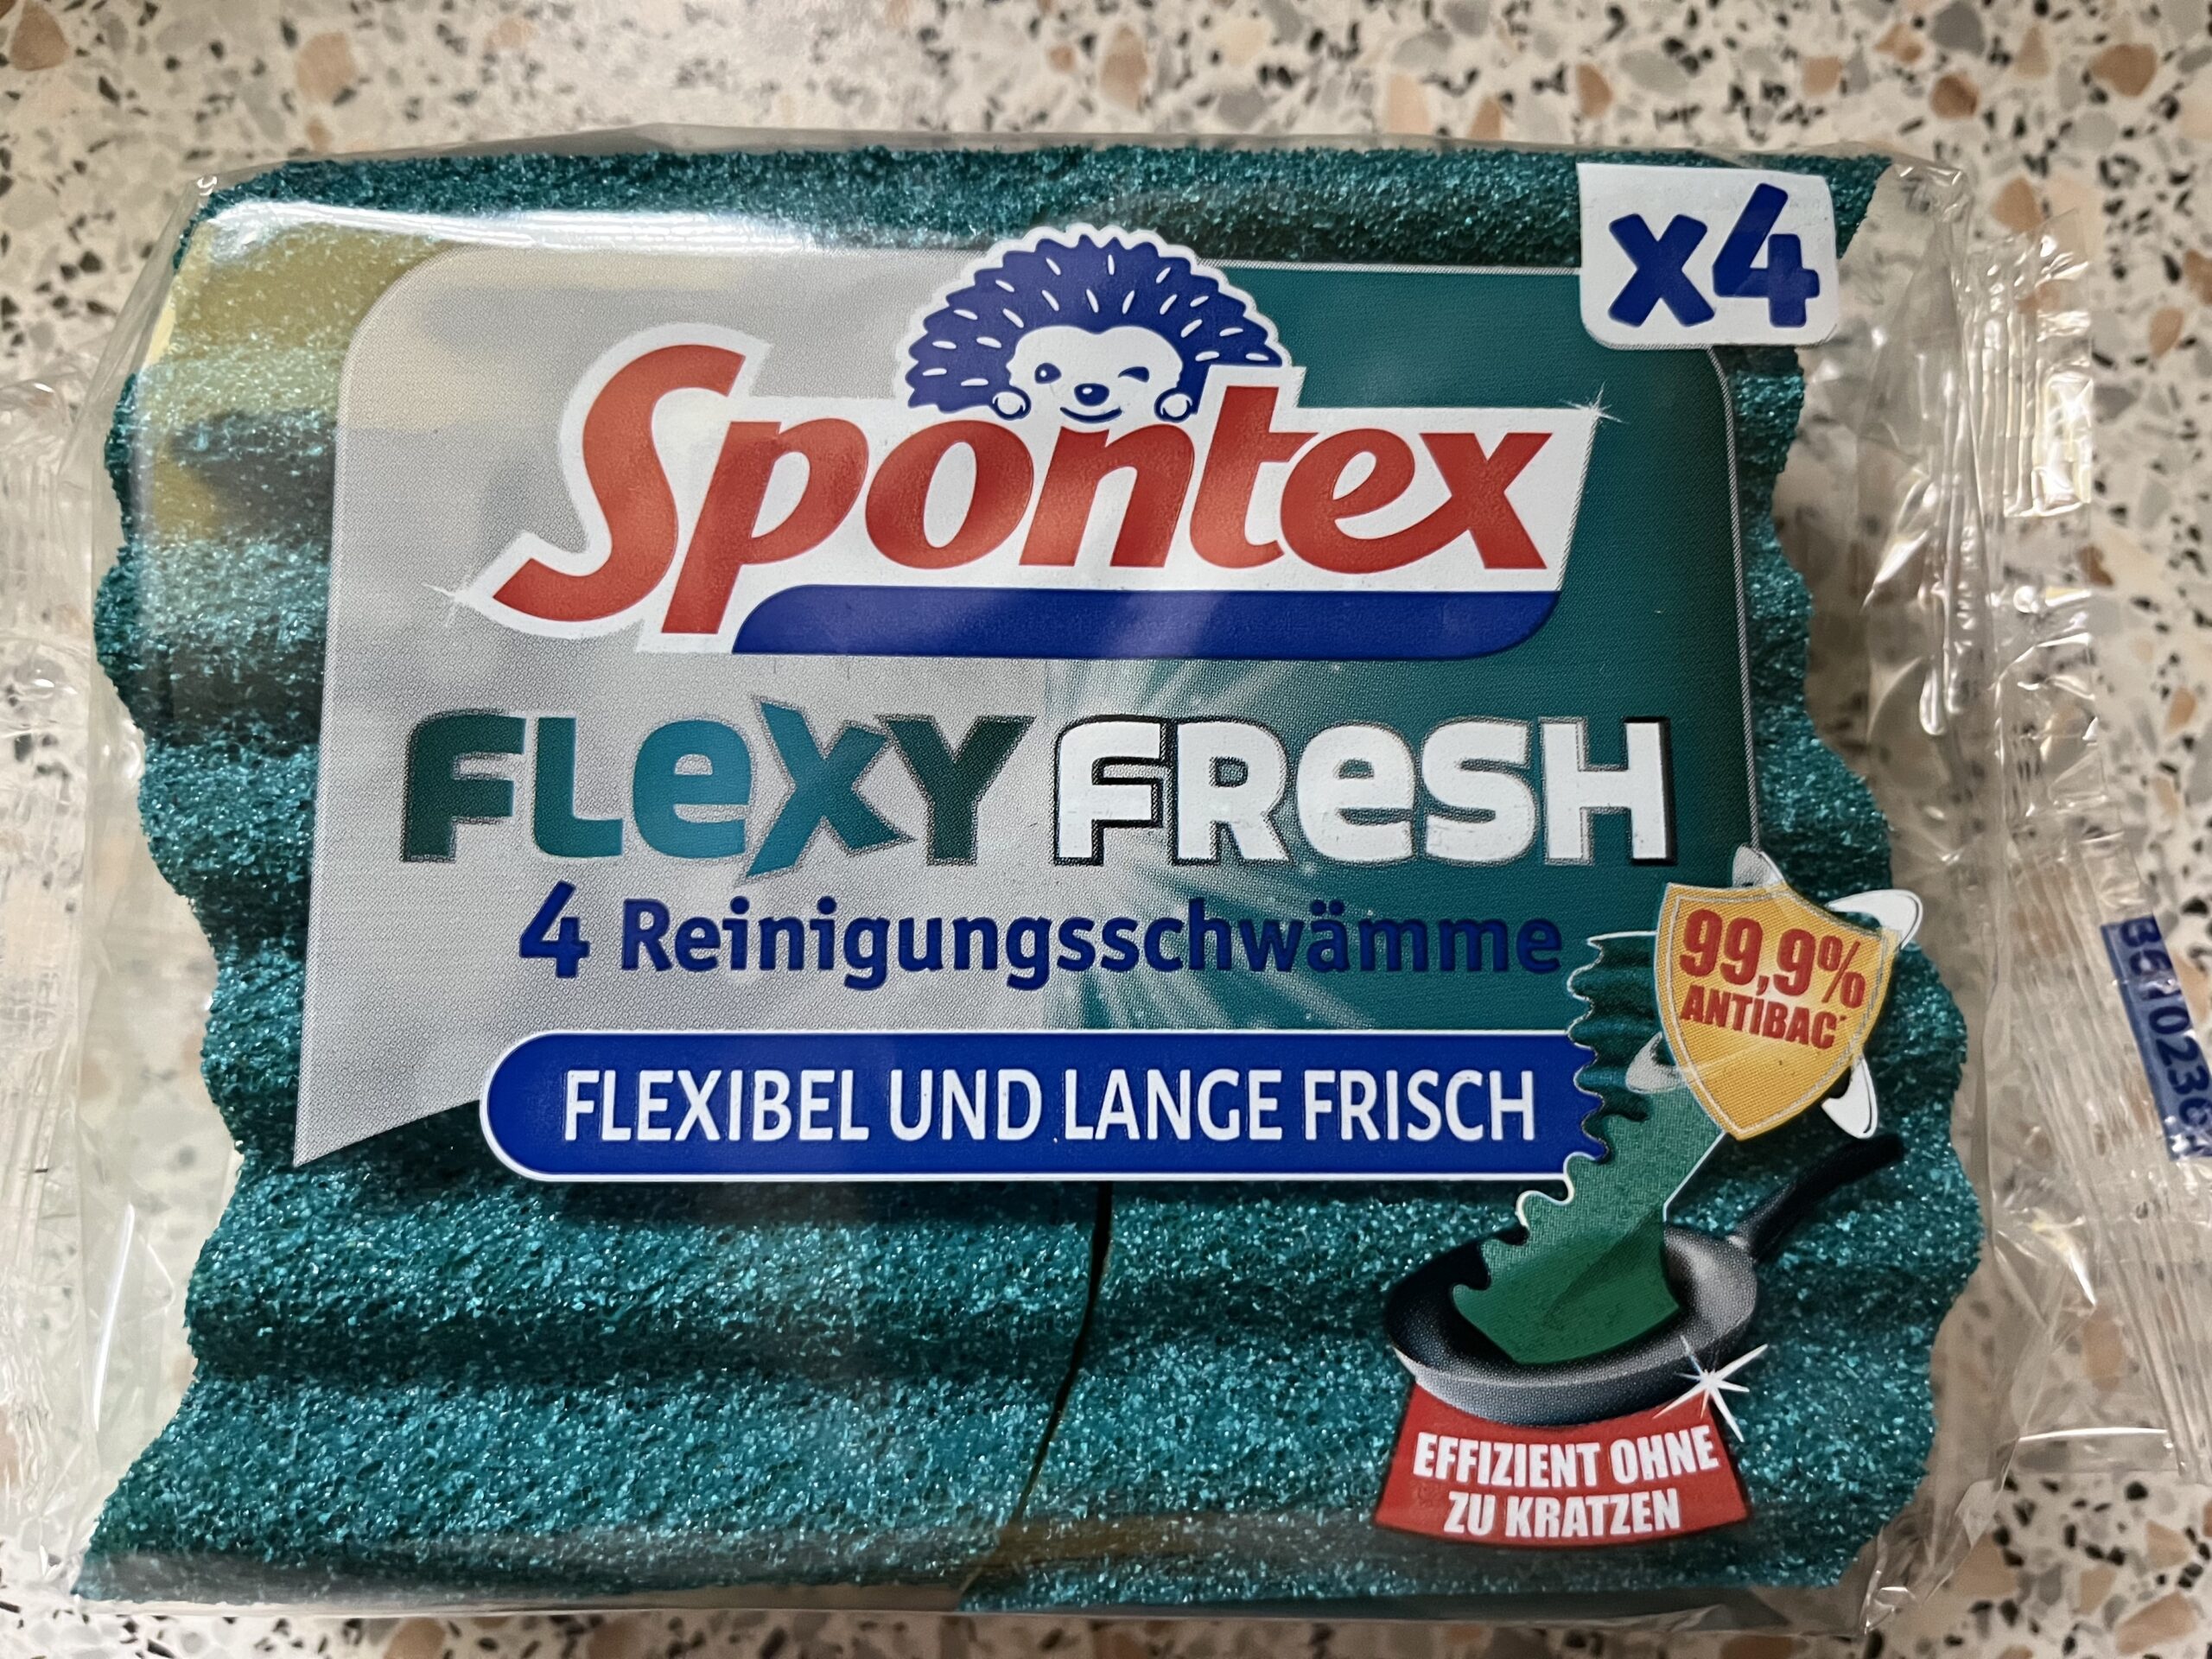 x4
Spontex
FLeXY FReSH
4 Reinigungsschwämme
99,9%
ANTIBAC*
FLEXIBEL UND LANGE FRISCH
EFFIZIENT OHNE
ZU KRATZEN